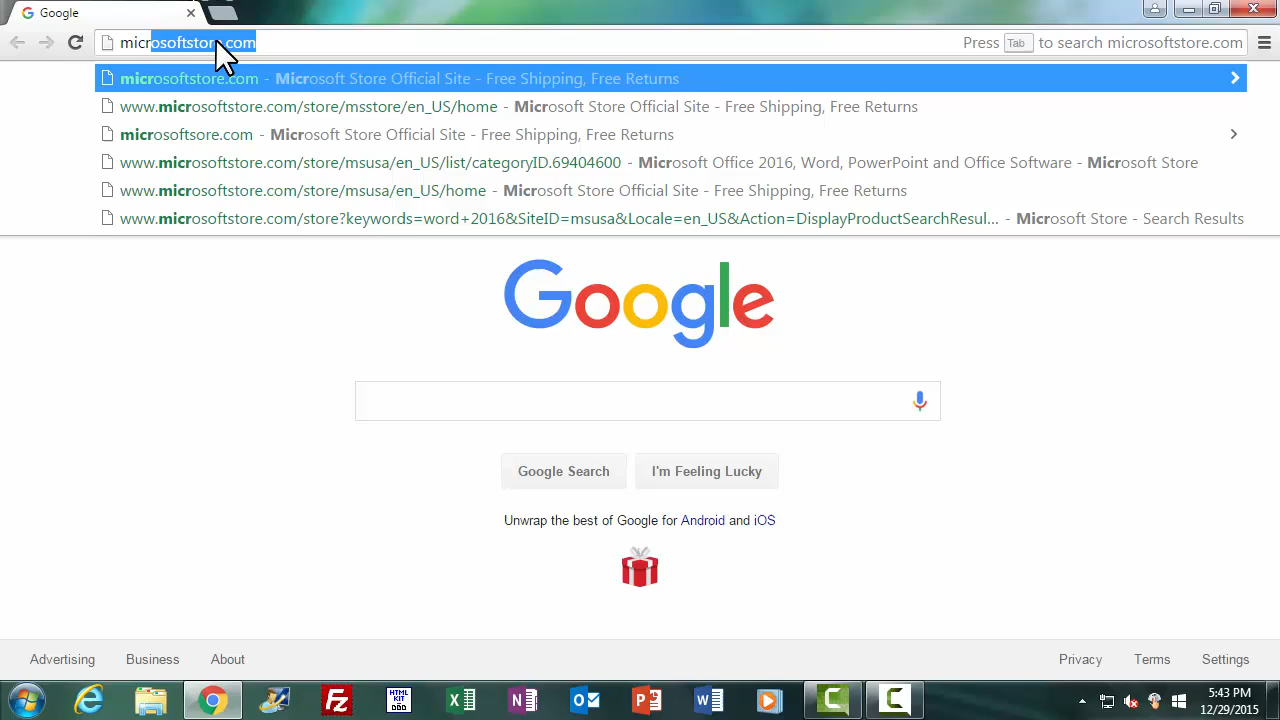 Google
microsoftstore.com
Press Tab to search microsoftstore.com
microsoftstore.com - Microsoft Store Official Site - Free Shipping, Free Returns
www.microsoftstore.com/store/msstore/en_US/home - Microsoft Store Official Site - Free Shipping, Free Returns
microsoftsore.com - Microsoft Store Official Site - Free Shipping, Free Returns
www.microsoftstore.com/store/msusa/en_US/list/categoryID.69404600 - Microsoft Office 2016, Word, PowerPoint and Office Software - Microsoft Store
www.microsoftstore.com/store/msusa/en_US/home - Microsoft Store Official Site - Free Shipping, Free Returns
www.microsoftstore.com/store?keywords=word+2016&SiteID=msusa&Locale=en_US&Action=DisplayProductSearchResul... - Microsoft Store - Search Results
Google
Google Search
I'm Feeling Lucky
Unwrap the best of Google for Android and iOS
Advertising
Business
About
Privacy
Terms
Settings
HTML
KIT
5:43 PM
12/29/2015